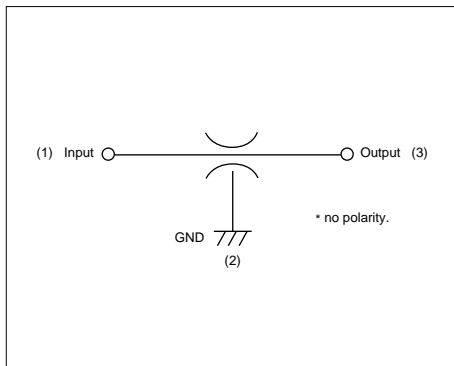 (1) Input Output (3)
* no polarity.
GND
(2)